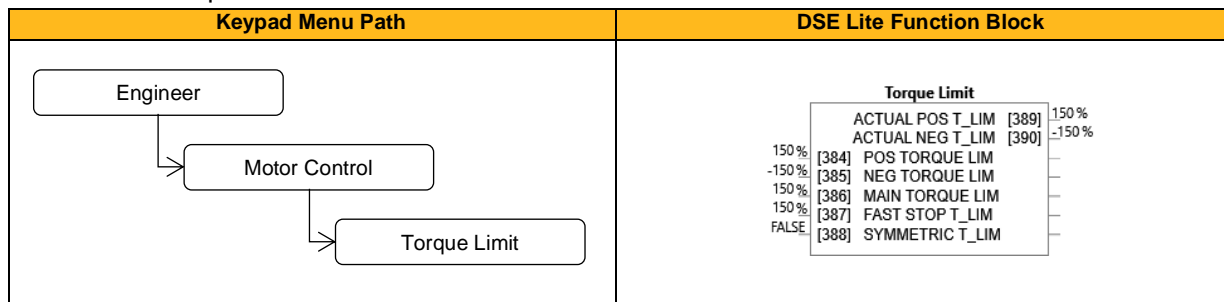 Keypad Menu Path
DSE Lite Function Block
Engineer
Motor Control
Torque Limit
Torque Limit
ACTUAL POS T_LIM [389] 150 %
ACTUAL NEG T_LIM [390] -150 %
150 % [384] POS TORQUE LIM
-150 % [385] NEG TORQUE LIM
150 % [386] MAIN TORQUE LIM
150 % [387] FAST STOP T_LIM
FALSE [388] SYMMETRIC T_LIM